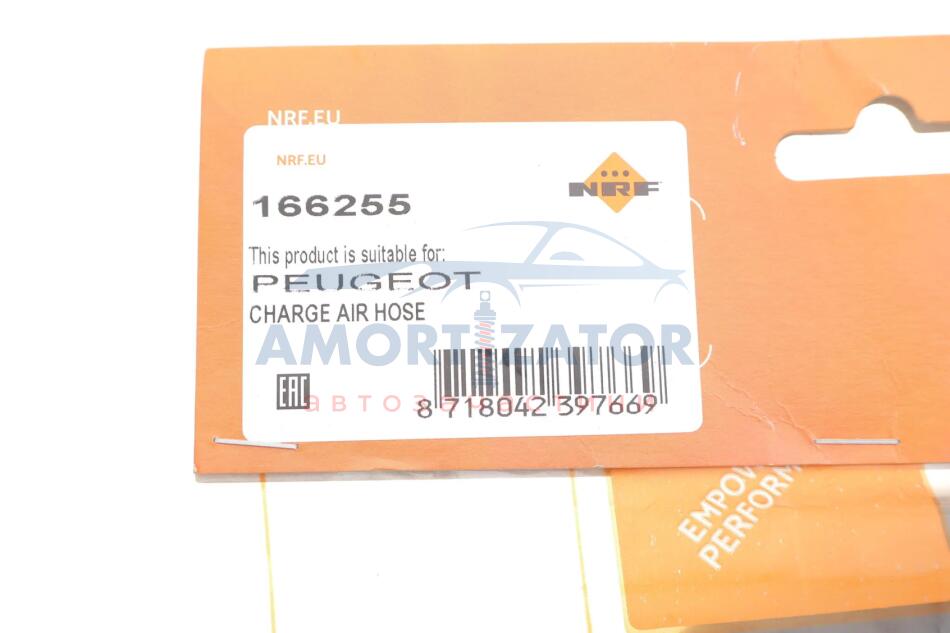 NRF.EU
NRF.EU
NRF
166255
This product is suitable for:
PEUGEOT
CHARGE AIR HOSE
AMORTIZATOR
EAC
8 718042 397669
EMPOW
PERFORM